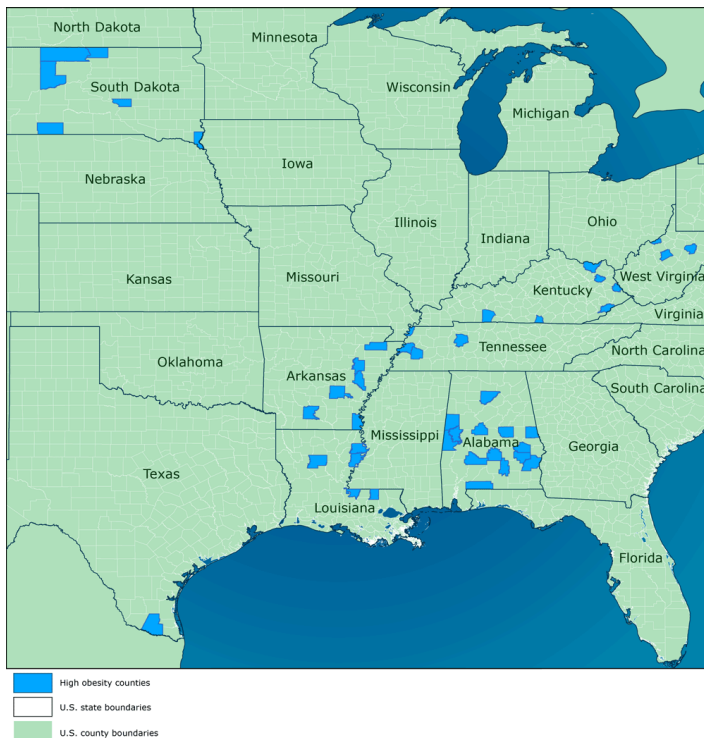 North Dakota
Minnesota
South Dakota
Wisconsin
Michigan
Iowa
Nebraska
Illinois
Indiana
Ohio
Kansas
Missouri
West Virginia
Kentucky
Virginia
Oklahoma
Arkansas
Tennessee
North Carolina
South Carolina
Mississippi
Alabama
Georgia
Texas
Louisiana
Florida
High obesity counties
U.S. state boundaries
U.S. county boundaries